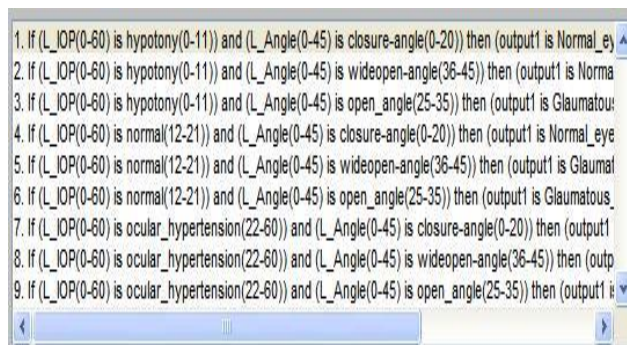 1. If (L_IOP(0-60) is hypotony(0-11)) and (L_Angle(0-45) is closure-angle(0-20)) then (output1 is Normal_ey
2. If (L_IOP(0-60) is hypotony(0-11)) and (L_Angle(0-45) is wideopen-angle(36-45)) then (output1 is Norma
3. If (L_IOP(0-60) is hypotony(0-11)) and (L_Angle(0-45) is open_angle(25-35)) then (output1 is Glaumatous
4. If (L_IOP(0-60) is normal(12-21)) and (L_Angle(0-45) is closure-angle(0-20)) then (output1 is Normal_eye
5. If (L_IOP(0-60) is normal(12-21)) and (L_Angle(0-45) is wideopen-angle(36-45)) then (output1 is Glaumat
6. If (L_IOP(0-60) is normal(12-21)) and (L_Angle(0-45) is open_angle(25-35)) then (output1 is Glaumatous_
7. If (L_IOP(0-60) is ocular_hypertension(22-60)) and (L_Angle(0-45) is closure-angle(0-20)) then (output1
8. If (L_IOP(0-60) is ocular_hypertension(22-60)) and (L_Angle(0-45) is wideopen-angle(36-45)) then (outp
9. If (L_IOP(0-60) is ocular_hypertension(22-60)) and (L_Angle(0-45) is open_angle(25-35)) then (output1 is